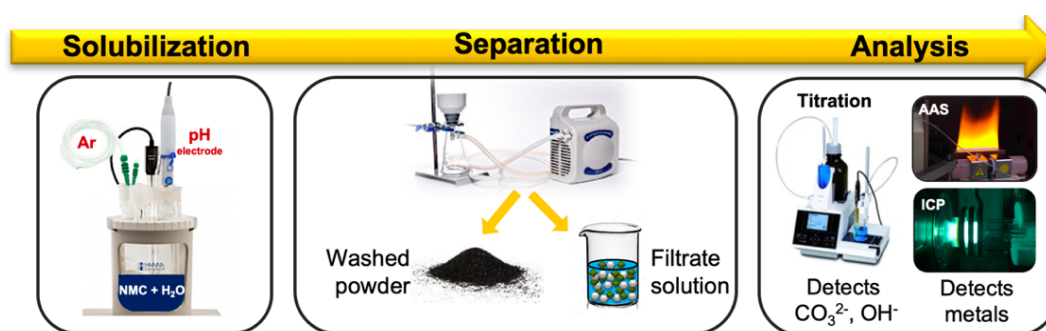 Solubilization
Separation
Analysis
Ar
pH
electrode
HANNA
NMC + H₂O
Washed
powder
Filtrate
solution
Titration
Detects
CO₃²⁻, OH⁻
AAS
ICP
Detects
metals